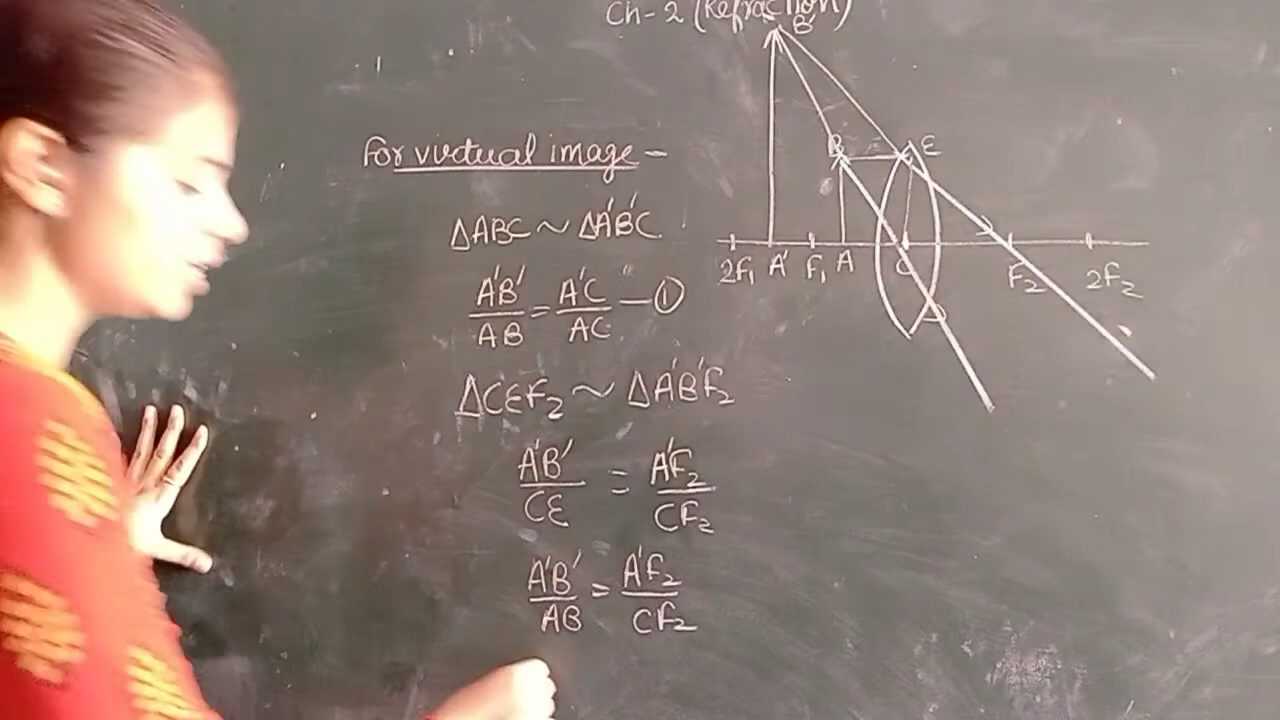 Ch-2 (Refraction)
For virtual image -
ΔABC ~ ΔA'B'C
A'B'/AB = A'C/AC — ①
ΔCEF₂ ~ ΔA'B'F₂
A'B'/CE = A'F₂/CF₂
A'B'/AB = A'F₂/CF₂
B'
B E
2F₁ A' F₁ A C F₂ 2F₂